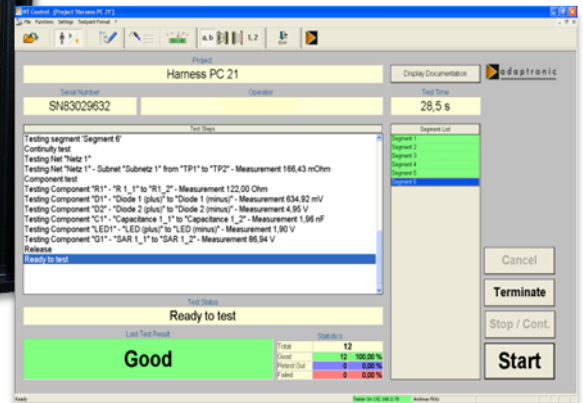 NT Control - [Project 'Harness PC 21']
File Functions Settings Testpoint Format ?
a,b 1,2
Project
Harness PC 21
Display Documentation
adaptronic
Serial Number Operator Test Time
SN83029632 28,5 s
Test Steps Segment List
Testing segment 'Segment 6'
Continuity test
Testing Net "Netz 1"
Testing Net "Netz 1" - Subnet "Subnetz 1" from "TP1" to "TP2" - Measurement 166,43 mOhm
Component test
Testing Component "R1" - "R 1_1" to "R1_2" - Measurement 122,00 Ohm
Testing Component "D1" - "Diode 1 (plus)" to "Diode 1 (minus)" - Measurement 634,92 mV
Testing Component "D2" - "Diode 2 (plus)" to "Diode 2 (minus)" - Measurement 4,95 V
Testing Component "C1" - "Capacitance 1_1" to "Capacitance 1_2" - Measurement 1,96 nF
Testing Component "LED1" - "LED (plus)" to "LED (minus)" - Measurement 1,90 V
Testing Component "G1" - "SAR 1_1" to "SAR 1_2" - Measurement 86,94 V
Release
Ready to test
Segment 1
Segment 2
Segment 3
Segment 4
Segment 5
Segment 6
Cancel
Terminate
Stop / Cont.
Start
Test Status
Ready to test
Last Test Result
Good
Statistics
Total 12
Good 12 100,00 %
Retest Out 0 0,00 %
Failed 0 0,00 %
Ready